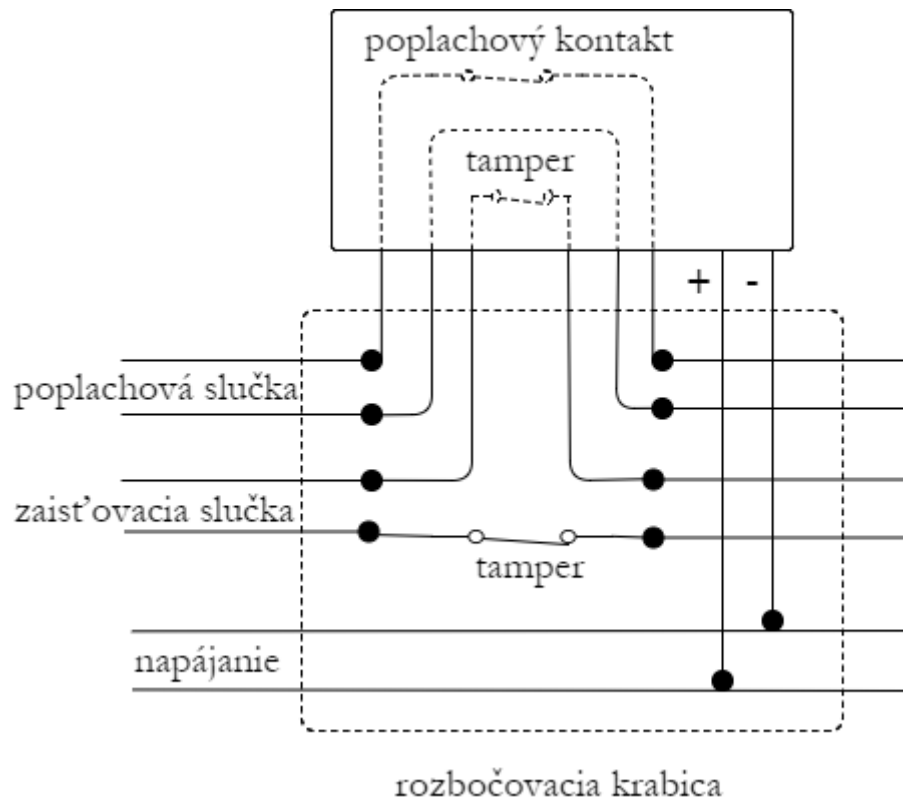 poplachový kontakt
tamper
+ -
poplachová slučka
zaisťovacia slučka
tamper
napájanie
rozbočovacia krabica